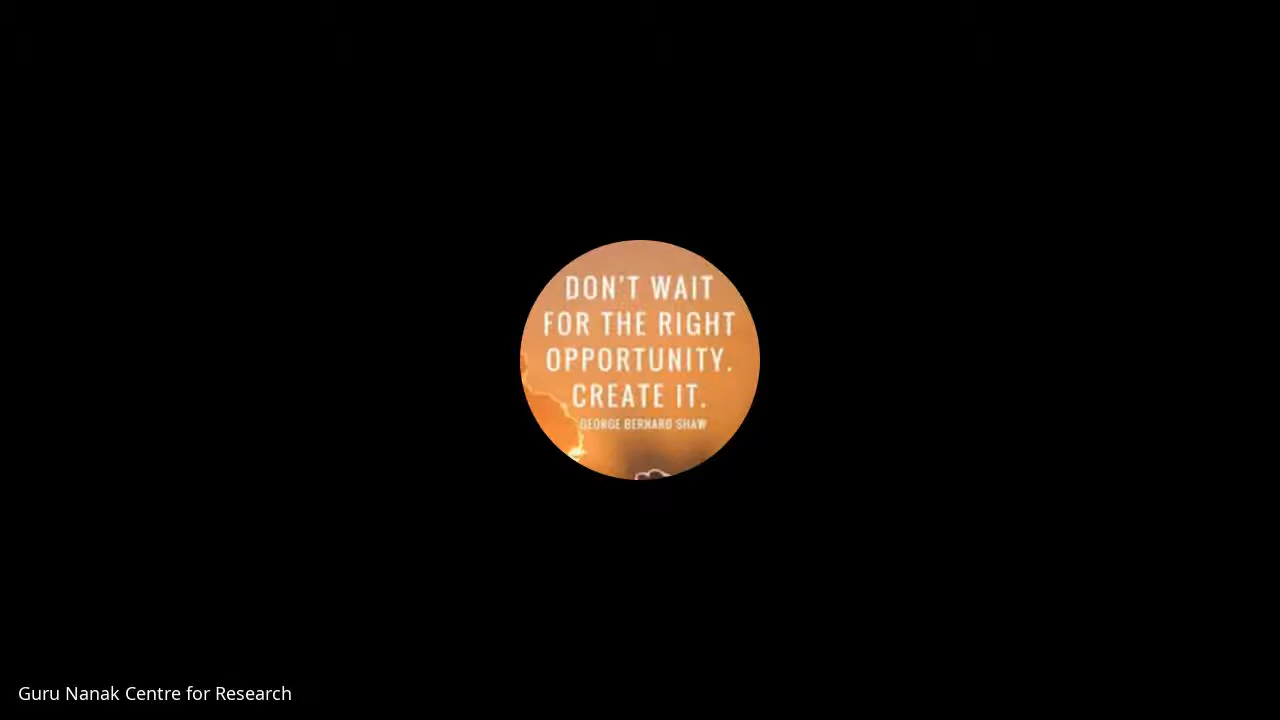 DON'T WAIT
FOR THE RIGHT
OPPORTUNITY.
CREATE IT.
GEORGE BERNARD SHAW
Guru Nanak Centre for Research